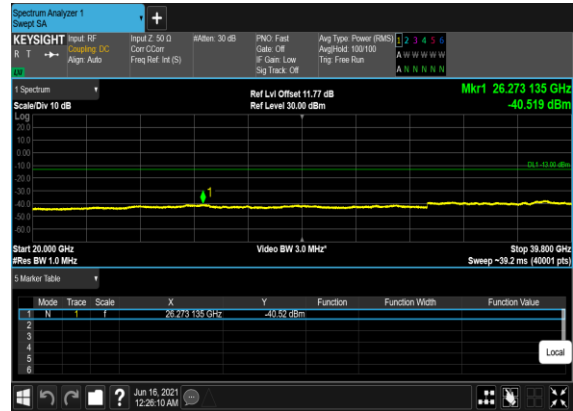 Spectrum Analyzer 1
Swept SA
+
KEYSIGHT Input: RF Input Z: 50 Ω #Atten: 30 dB PNO: Fast Avg Type: Power (RMS) 1 2 3 4 5 6
R T Coupling: DC Corr CCorr Gate: Off Avg|Hold: 100/100 A W W W W W
Align: Auto Freq Ref: Int (S) IF Gain: Low Trig: Free Run
LXI Sig Track: Off A N N N N N
1 Spectrum Ref Lvl Offset 11.77 dB Mkr1 26.273 135 GHz
Scale/Div 10 dB Ref Level 30.00 dBm -40.519 dBm
Log
20.0
10.0
0.00
-10.0 DL1 -13.00 dBm
-20.0
-30.0
-40.0 1
-50.0
-60.0
Start 20.000 GHz Video BW 3.0 MHz* Stop 39.800 GHz
#Res BW 1.0 MHz Sweep ~39.2 ms (40001 pts)
5 Marker Table
Mode Trace Scale X Y Function Function Width Function Value
1 N 1 f 26.273 135 GHz -40.52 dBm
2
3
4
5
6
Local
? Jun 16, 2021
12:26:10 AM